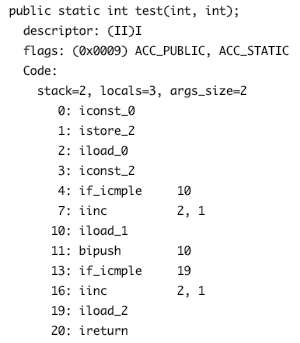 public static int test(int, int);
descriptor: (II)I
flags: (0x0009) ACC_PUBLIC, ACC_STATIC
Code:
stack=2, locals=3, args_size=2
0: iconst_0
1: istore_2
2: iload_0
3: iconst_2
4: if_icmple 10
7: iinc 2, 1
10: iload_1
11: bipush 10
13: if_icmple 19
16: iinc 2, 1
19: iload_2
20: ireturn